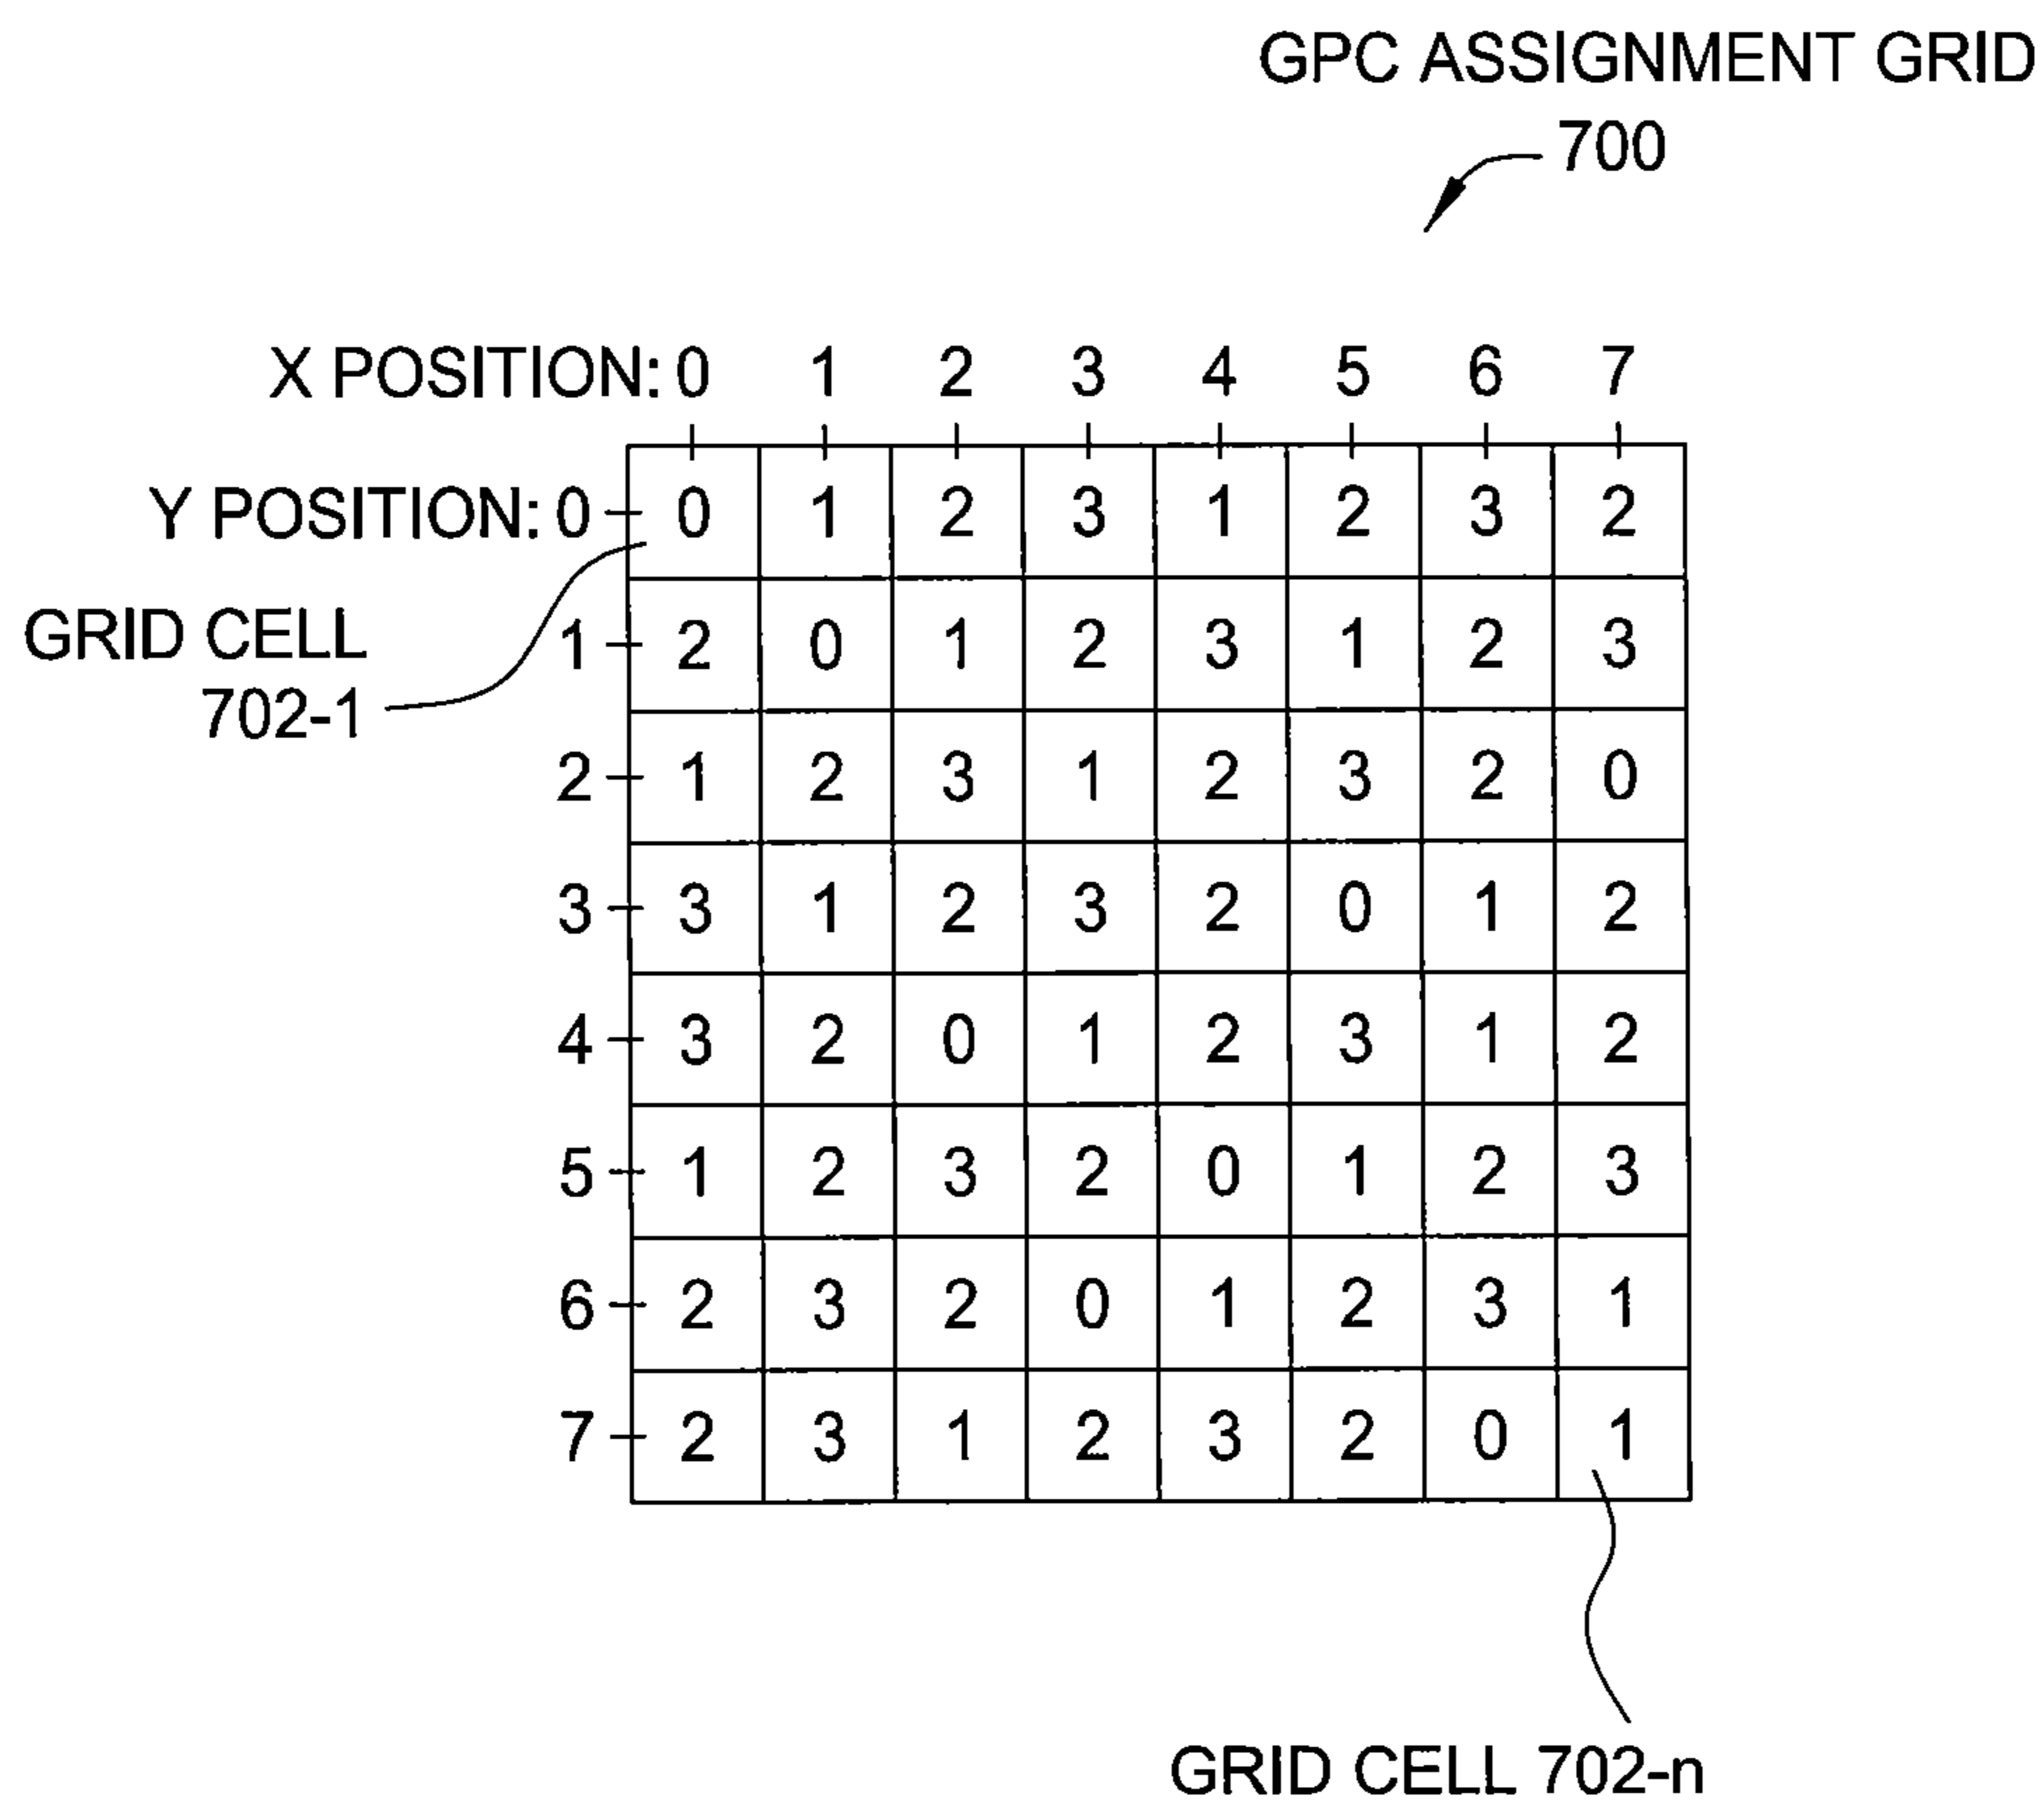 GPC ASSIGNMENT GRID
700
X POSITION: 0 1 2 3 4 5 6 7
Y POSITION: 0 0 1 2 3 1 2 3 2
GRID CELL
702-1
1 2 0 1 2 3 1 2 3
2 1 2 3 1 2 3 2 0
3 3 1 2 3 2 0 1 2
4 3 2 0 1 2 3 1 2
5 1 2 3 2 0 1 2 3
6 2 3 2 0 1 2 3 1
7 2 3 1 2 3 2 0 1
GRID CELL 702-n